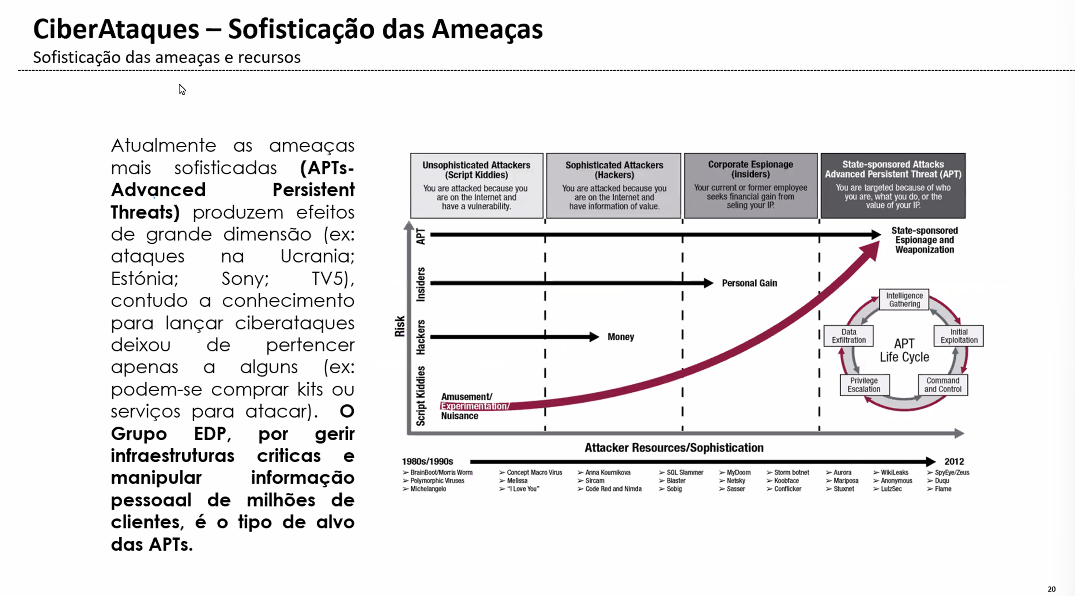 CiberAtaques – Sofisticação das Ameaças
Sofisticação das ameaças e recursos
Atualmente as ameaças
mais sofisticadas (APTs-
Advanced Persistent
Threats) produzem efeitos
de grande dimensão (ex:
ataques na Ucrania;
Estónia; Sony; TV5),
contudo a conhecimento
para lançar ciberataques
deixou de pertencer
apenas a alguns (ex:
podem-se comprar kits ou
serviços para atacar). O
Grupo EDP, por gerir
infraestruturas criticas e
manipular informação
pessoaal de milhões de
clientes, é o tipo de alvo
das APTs.
Unsophisticated Attackers
(Script Kiddies)
You are attacked because you
are on the Internet and
have a vulnerability.
Sophisticated Attackers
(Hackers)
You are attacked because you
are on the Internet and
have information of value.
Corporate Espionage
(insiders)
Your current or former employee
seeks financial gain from
seling your IP.
State-sponsored Attacks
Advanced Persistent Threat (APT)
You are targeted because of who
you are, what you do, or the
value of your IP.
Risk
APT
Insiders
Hackers
Script Kiddies
State-sponsored
Espionage and
Weaponization
Personal Gain
Money
Amusement/
Experimentation/
Nuisance
Intelligence
Gathering
Initial
Exploitation
Command
and Control
Privilege
Escalation
Data
Exfiltration
APT
Life Cycle
Attacker Resources/Sophistication
1980s/1990s
2012
➢ BrainBoot/Morris Worm
➢ Polymorphic Viruses
➢ Michelangelo
➢ Concept Macro Virus
➢ Melissa
➢ "I Love You"
➢ Anna Kournikova
➢ Sircam
➢ Code Red and Nimda
➢ SQL Slammer
➢ Blaster
➢ Sobig
➢ MyDoom
➢ Netsky
➢ Sasser
➢ Storm botnet
➢ Koobface
➢ Conflicker
➢ Aurora
➢ Mariposa
➢ Stuxnet
➢ WikiLeaks
➢ Anonymous
➢ LulzSec
➢ SpyEye/Zeus
➢ Duqu
➢ Flame
20